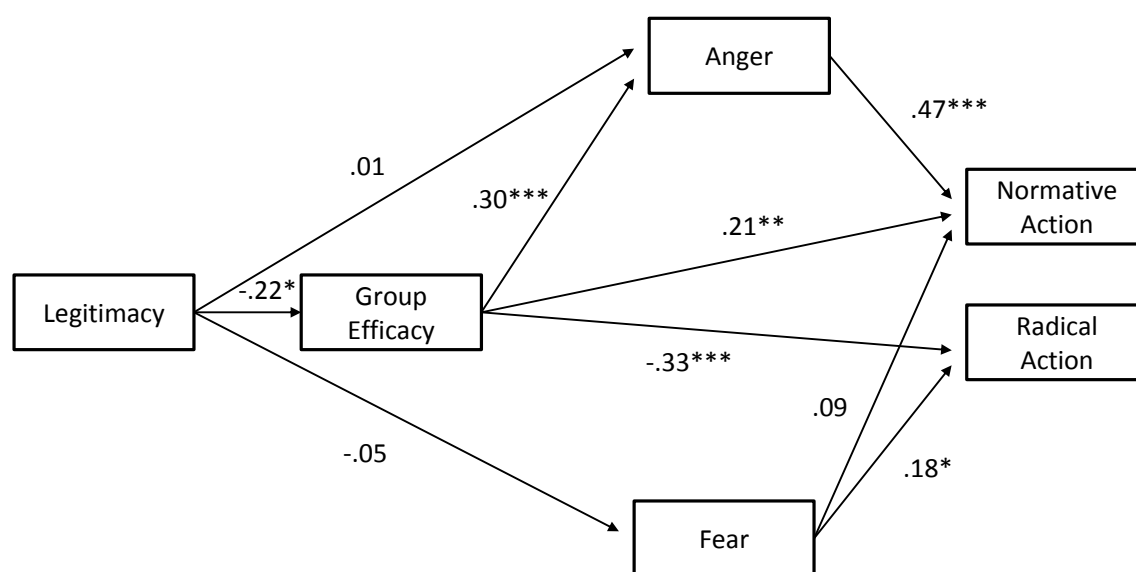 Anger
.47***
.01
Normative
Action
.30***
.21**
-.22*
Group
Efficacy
Legitimacy
Radical
Action
-.33***
.09
-.05
.18*
Fear